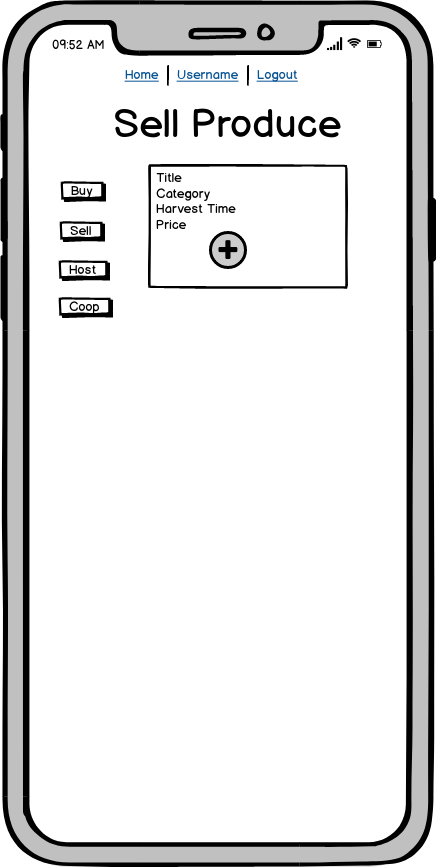 09:52 AM
Home | Username | Logout
Sell Produce
Buy
Sell
Host
Coop
Title
Category
Harvest Time
Price